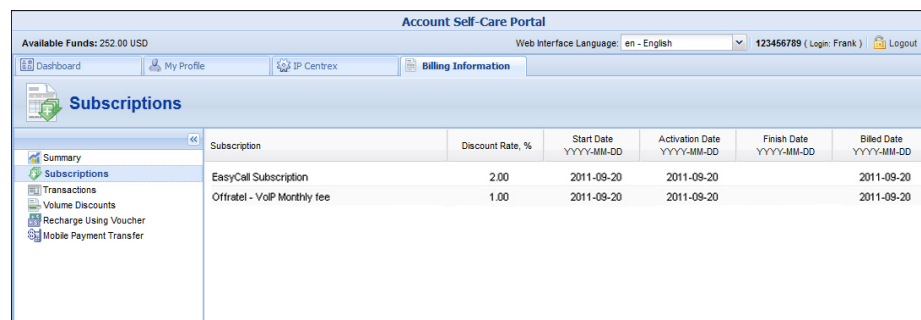 Account Self-Care Portal
Available Funds: 252.00 USD Web Interface Language: en - English 123456789 ( Login: Frank ) Logout
Dashboard My Profile IP Centrex Billing Information
Subscriptions
Subscription Discount Rate, % Start Date YYYY-MM-DD Activation Date YYYY-MM-DD Finish Date YYYY-MM-DD Billed Date YYYY-MM-DD
EasyCall Subscription 2.00 2011-09-20 2011-09-20 2011-09-20
Offratel - VoIP Monthly fee 1.00 2011-09-20 2011-09-20 2011-09-20
Summary
Subscriptions
Transactions
Volume Discounts
Recharge Using Voucher
Mobile Payment Transfer